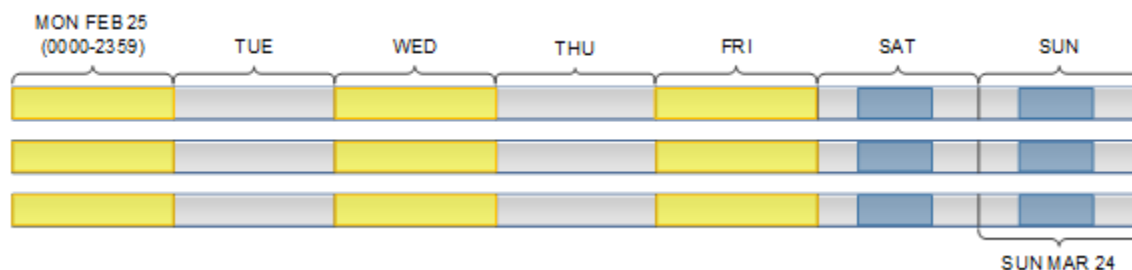 MON FEB 25
(0000-2359)
TUE
WED
THU
FRI
SAT
SUN
SUN MAR 24